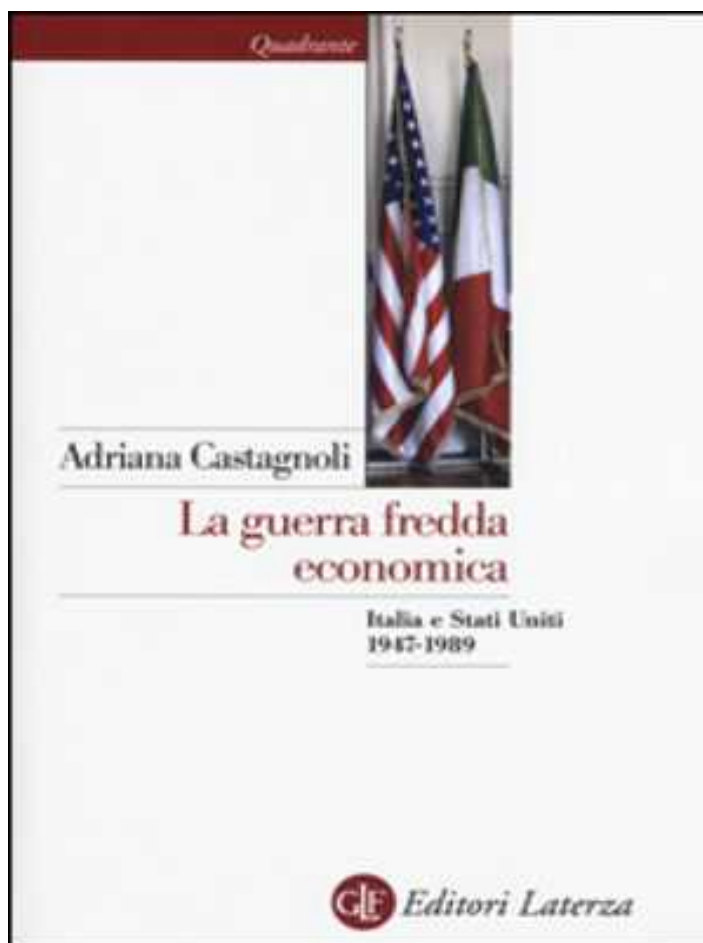 Quadrante
Adriana Castagnoli
La guerra fredda
economica
Italia e Stati Uniti
1947-1989
GLF Editori Laterza